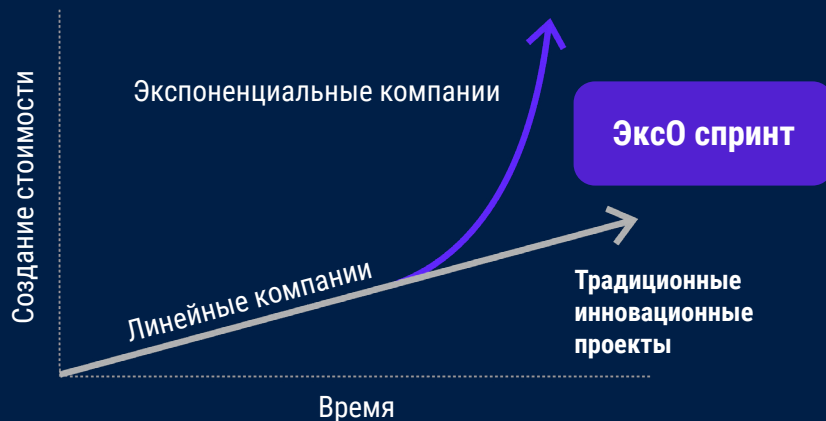 Создание стоимости
Экспоненциальные компании
ЭксО спринт
Линейные компании
Традиционные
инновационные
проекты
Время